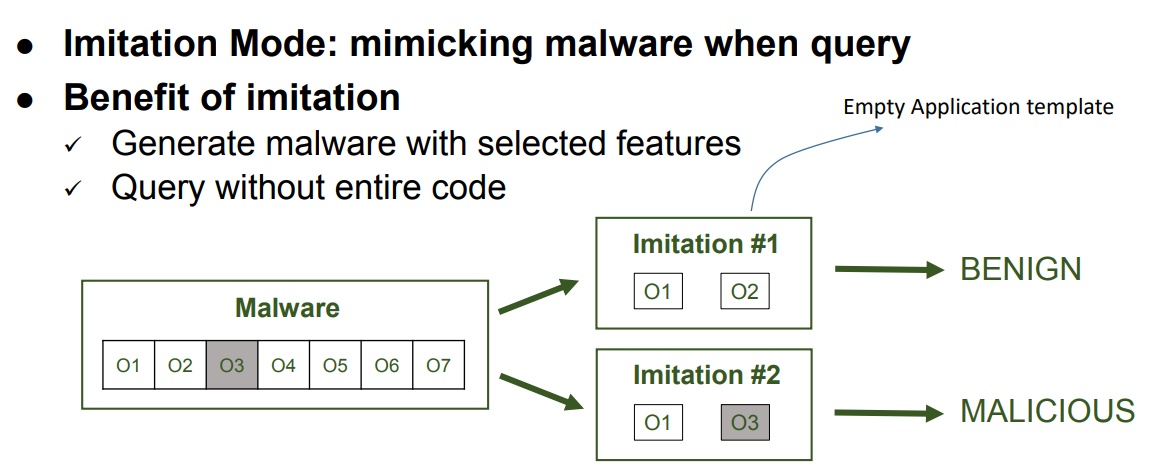 ● Imitation Mode: mimicking malware when query
● Benefit of imitation
Empty Application template
✓ Generate malware with selected features
✓ Query without entire code
Imitation #1
O1 O2
BENIGN
Malware
O1 O2 O3 O4 O5 O6 O7
Imitation #2
O1 O3
MALICIOUS